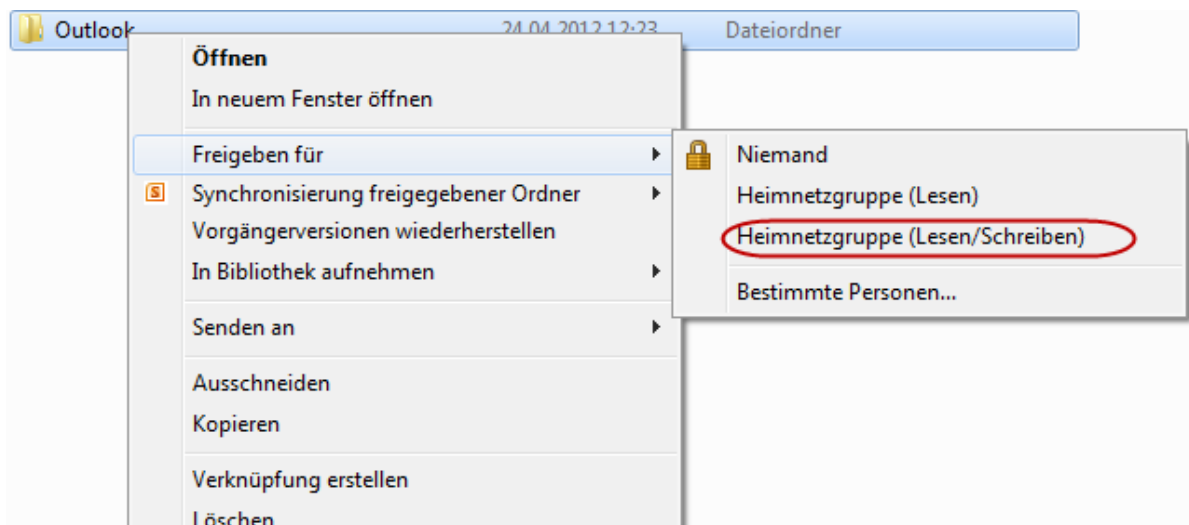 Outlook 24.04.2012 12:23 Dateiordner
Öffnen
In neuem Fenster öffnen
Freigeben für
Synchronisierung freigegebener Ordner
Vorgängerversionen wiederherstellen
In Bibliothek aufnehmen
Senden an
Ausschneiden
Kopieren
Verknüpfung erstellen
Löschen
Niemand
Heimnetzgruppe (Lesen)
Heimnetzgruppe (Lesen/Schreiben)
Bestimmte Personen...